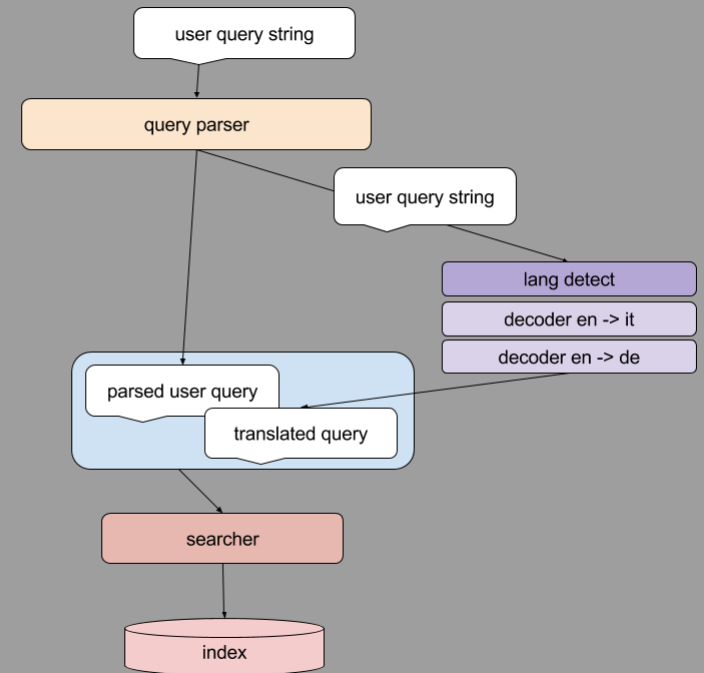 user query string
query parser
user query string
lang detect
decoder en -> it
decoder en -> de
parsed user query
translated query
searcher
index